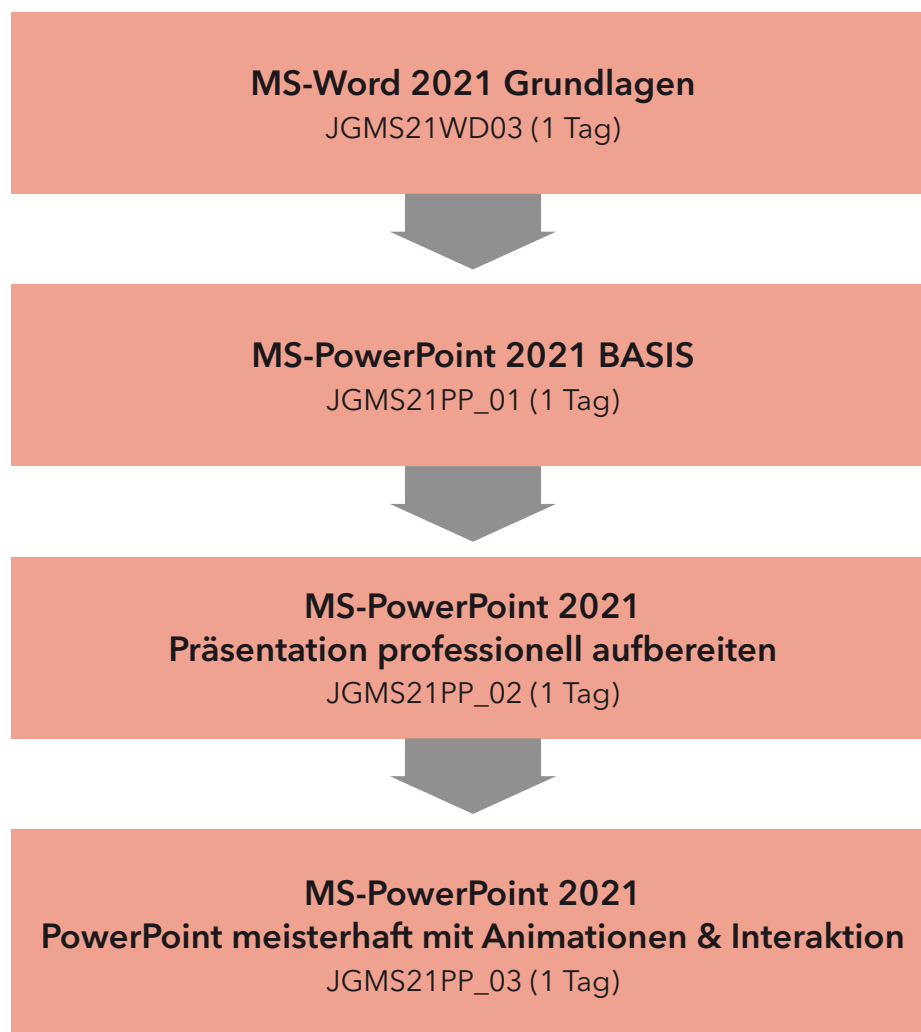 MS-Word 2021 Grundlagen
JGMS21WD03 (1 Tag)
MS-PowerPoint 2021 BASIS
JGMS21PP_01 (1 Tag)
MS-PowerPoint 2021
Präsentation professionell aufbereiten
JGMS21PP_02 (1 Tag)
MS-PowerPoint 2021
PowerPoint meisterhaft mit Animationen & Interaktion
JGMS21PP_03 (1 Tag)